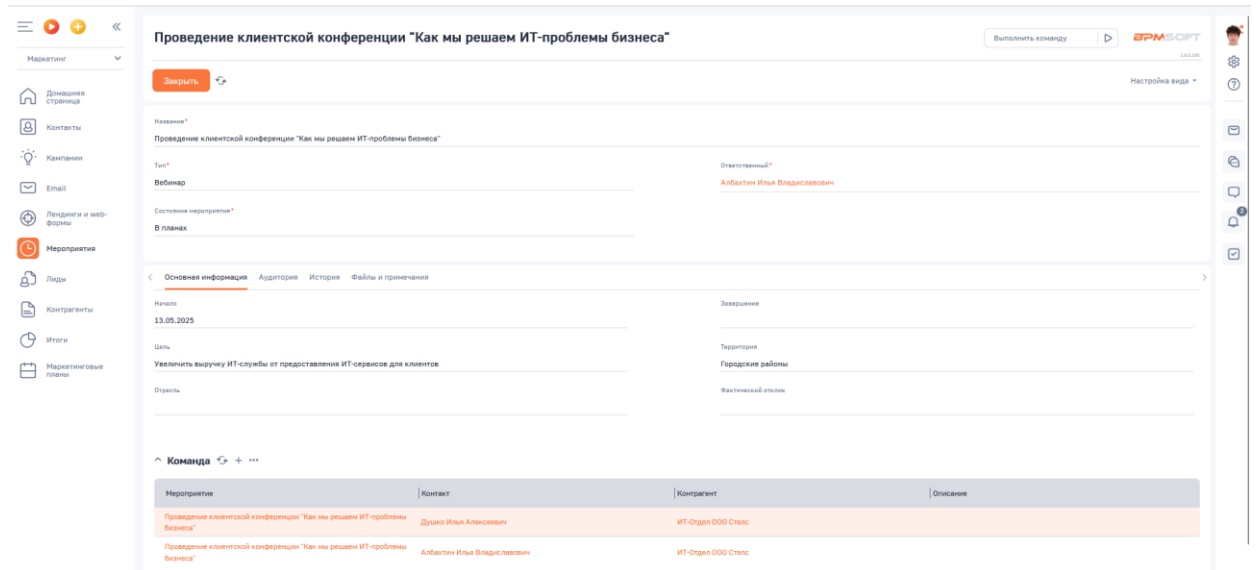 Проведение клиентской конференции "Как мы решаем ИТ-проблемы бизнеса"
Выполнить команду
BPMSOFT
Маркетинг
Закрыть
Настройка вида
Домашняя
страница
Контакты
Кампании
Email
Лендинги и web-
формы
Мероприятия
Лиды
Контрагенты
Итоги
Маркетинговые
планы
Название*
Проведение клиентской конференции "Как мы решаем ИТ-проблемы бизнеса"
Тип*
Ответственный*
Вебинар
Албахтин Илья Владиславович
Состояние мероприятия*
В планах
2
Основная информация Аудитория История Файлы и примечания
Начало
Завершение
13.05.2025
Цель
Территория
Увеличить выручку ИТ-службы от предоставления ИТ-сервисов для клиентов
Городские районы
Отрасль
Фактический отклик
Команда
Мероприятие Контакт Контрагент Описание
Проведение клиентской конференции "Как мы решаем ИТ-проблемы
бизнеса"
Душко Илья Алексеевич
ИТ-Отдел ООО Стелс
Проведение клиентской конференции "Как мы решаем ИТ-проблемы
бизнеса"
Албахтин Илья Владиславович
ИТ-Отдел ООО Стелс